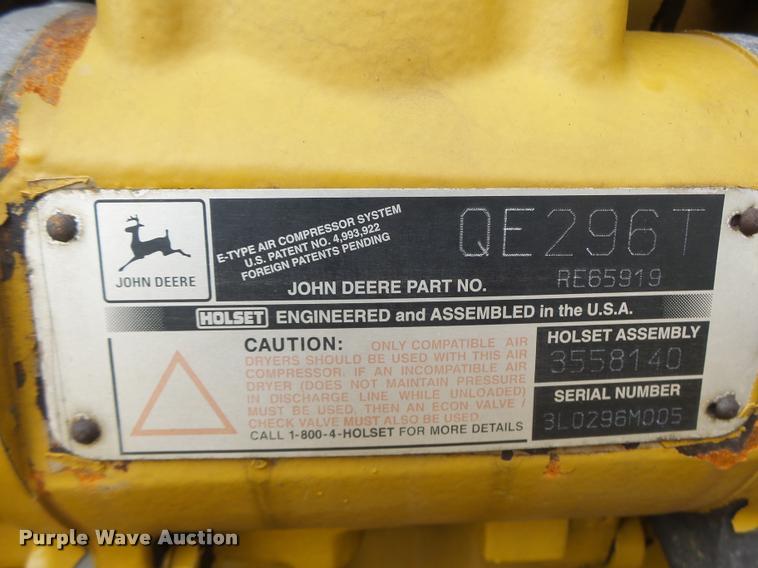 JOHN DEERE
E-TYPE AIR COMPRESSOR SYSTEM
U.S. PATENT NO. 4,993,922
FOREIGN PATENTS PENDING
QE296T
JOHN DEERE PART NO. RE65919
HOLSET ENGINEERED and ASSEMBLED in the U.S.A.
CAUTION: ONLY COMPATIBLE AIR
DRYERS SHOULD BE USED WITH THIS AIR
COMPRESSOR. IF AN INCOMPATIBLE AIR
DRYER (DOES NOT MAINTAIN PRESSURE
IN DISCHARGE LINE WHILE UNLOADED)
MUST BE USED, THEN AN ECON VALVE /
CHECK VALVE MUST ALSO BE USED.
CALL 1-800-4-HOLSET FOR MORE DETAILS
HOLSET ASSEMBLY
3558140
SERIAL NUMBER
3L0296M005
Purple Wave Auction